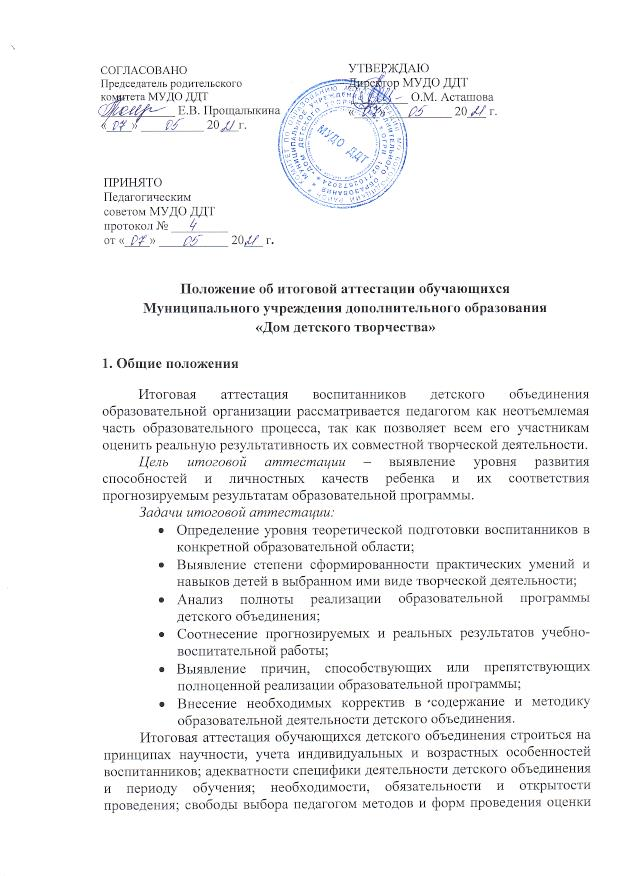 СОГЛАСОВАНО
Председатель родительского
комитета МУДО ДДТ
Е.В. Прощалыкина
« 07 » 05 20 21 г.
УТВЕРЖДАЮ
Директор МУДО ДДТ
О.М. Асташова
« 07 » 05 20 21 г.
МУДО ДДТ
ПРИНЯТО
Педагогическим
советом МУДО ДДТ
протокол № 4
от « 07 » 05 20 21 г.
Положение об итоговой аттестации обучающихся
Муниципального учреждения дополнительного образования
«Дом детского творчества»
1. Общие положения
Итоговая аттестация воспитанников детского объединения
образовательной организации рассматривается педагогом как неотъемлемая
часть образовательного процесса, так как позволяет всем его участникам
оценить реальную результативность их совместной творческой деятельности.
Цель итоговой аттестации – выявление уровня развития
способностей и личностных качеств ребенка и их соответствия
прогнозируемым результатам образовательной программы.
Задачи итоговой аттестации:
• Определение уровня теоретической подготовки воспитанников в
конкретной образовательной области;
• Выявление степени сформированности практических умений и
навыков детей в выбранном ими виде творческой деятельности;
• Анализ полноты реализации образовательной программы
детского объединения;
• Соотнесение прогнозируемых и реальных результатов учебно-
воспитательной работы;
• Выявление причин, способствующих или препятствующих
полноценной реализации образовательной программы;
• Внесение необходимых корректив в содержание и методику
образовательной деятельности детского объединения.
Итоговая аттестация обучающихся детского объединения строиться на
принципах научности, учета индивидуальных и возрастных особенностей
воспитанников; адекватности специфики деятельности детского объединения
и периоду обучения; необходимости, обязательности и открытости
проведения; свободы выбора педагогом методов и форм проведения оценки